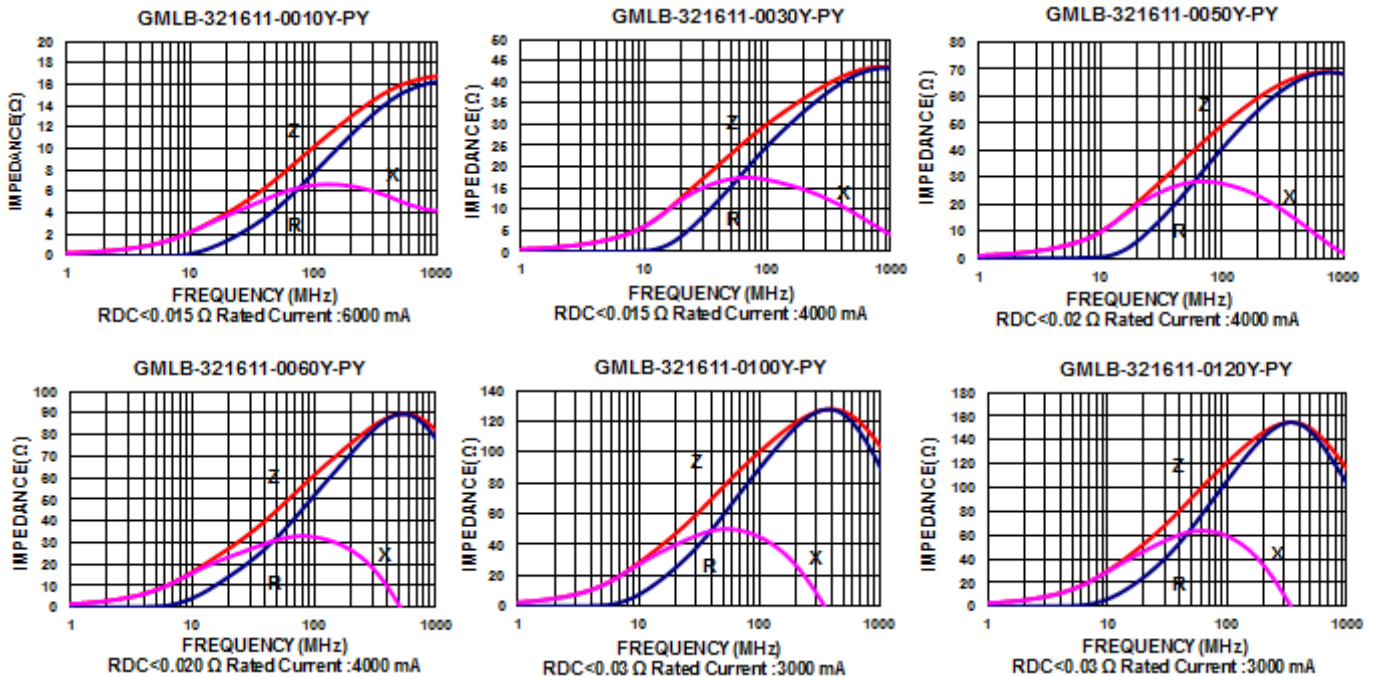 GMLB-321611-0010Y-PY
GMLB-321611-0030Y-PY
GMLB-321611-0050Y-PY
IMPEDANCE(Ω)
20
18
16
14
12
10
8
6
4
2
0
Z
X
R
1
10
100
1000
FREQUENCY (MHz)
RDC<0.015 Ω Rated Current :6000 mA
IMPEDANCE(Ω)
50
45
36
30
25
20
15
10
5
0
Z
X
R
1
10
100
1000
FREQUENCY (MHz)
RDC<0.015 Ω Rated Current :4000 mA
IMPEDANCE(Ω)
80
70
60
50
40
30
20
10
0
Z
X
R
1
10
100
1000
FREQUENCY (MHz)
RDC<0.02 Ω Rated Current :4000 mA
GMLB-321611-0060Y-PY
GMLB-321611-0100Y-PY
GMLB-321611-0120Y-PY
IMPEDANCE(Ω)
100
90
80
70
60
50
40
30
20
10
0
Z
X
R
1
10
100
1000
FREQUENCY (MHz)
RDC<0.020 Ω Rated Current :4000 mA
IMPEDANCE(Ω)
140
120
100
80
60
40
20
0
Z
X
R
1
10
100
1000
FREQUENCY (MHz)
RDC<0.03 Ω Rated Current :3000 mA
IMPEDANCE(Ω)
180
160
140
120
100
80
60
40
20
0
Z
X
R
1
10
100
1000
FREQUENCY (MHz)
RDC<0.03 Ω Rated Current :3000 mA